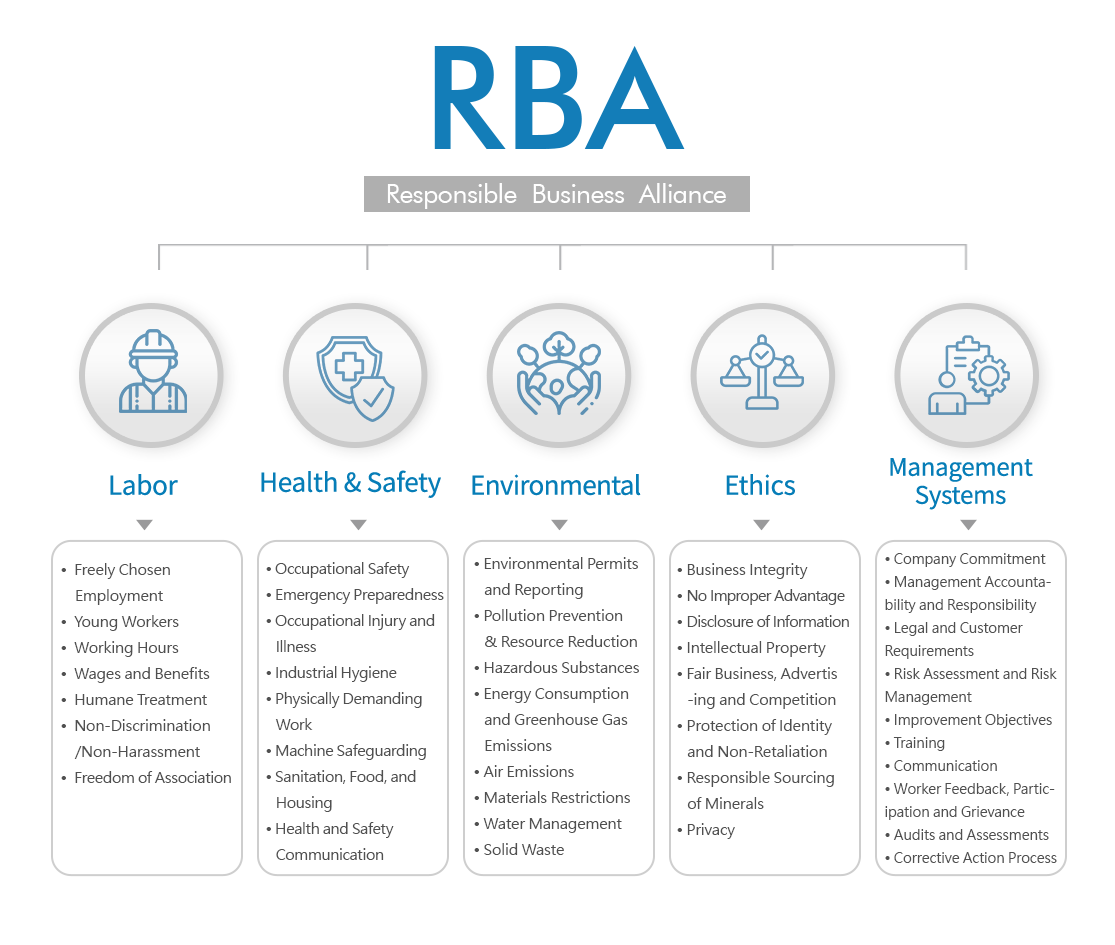 RBA
Responsible Business Alliance
Labor
• Freely Chosen
Employment
• Young Workers
• Working Hours
• Wages and Benefits
• Humane Treatment
• Non-Discrimination
/Non-Harassment
• Freedom of Association
Health & Safety
• Occupational Safety
• Emergency Preparedness
• Occupational Injury and
Illness
• Industrial Hygiene
• Physically Demanding
Work
• Machine Safeguarding
• Sanitation, Food, and
Housing
• Health and Safety
Communication
Environmental
• Environmental Permits
and Reporting
• Pollution Prevention
& Resource Reduction
• Hazardous Substances
• Energy Consumption
and Greenhouse Gas
Emissions
• Air Emissions
• Materials Restrictions
• Water Management
• Solid Waste
Ethics
• Business Integrity
• No Improper Advantage
• Disclosure of Information
• Intellectual Property
• Fair Business, Advertis
-ing and Competition
• Protection of Identity
and Non-Retaliation
• Responsible Sourcing
of Minerals
• Privacy
Management
Systems
• Company Commitment
• Management Accounta-
bility and Responsibility
• Legal and Customer
Requirements
• Risk Assessment and Risk
Management
• Improvement Objectives
• Training
• Communication
• Worker Feedback, Partic-
ipation and Grievance
• Audits and Assessments
• Corrective Action Process